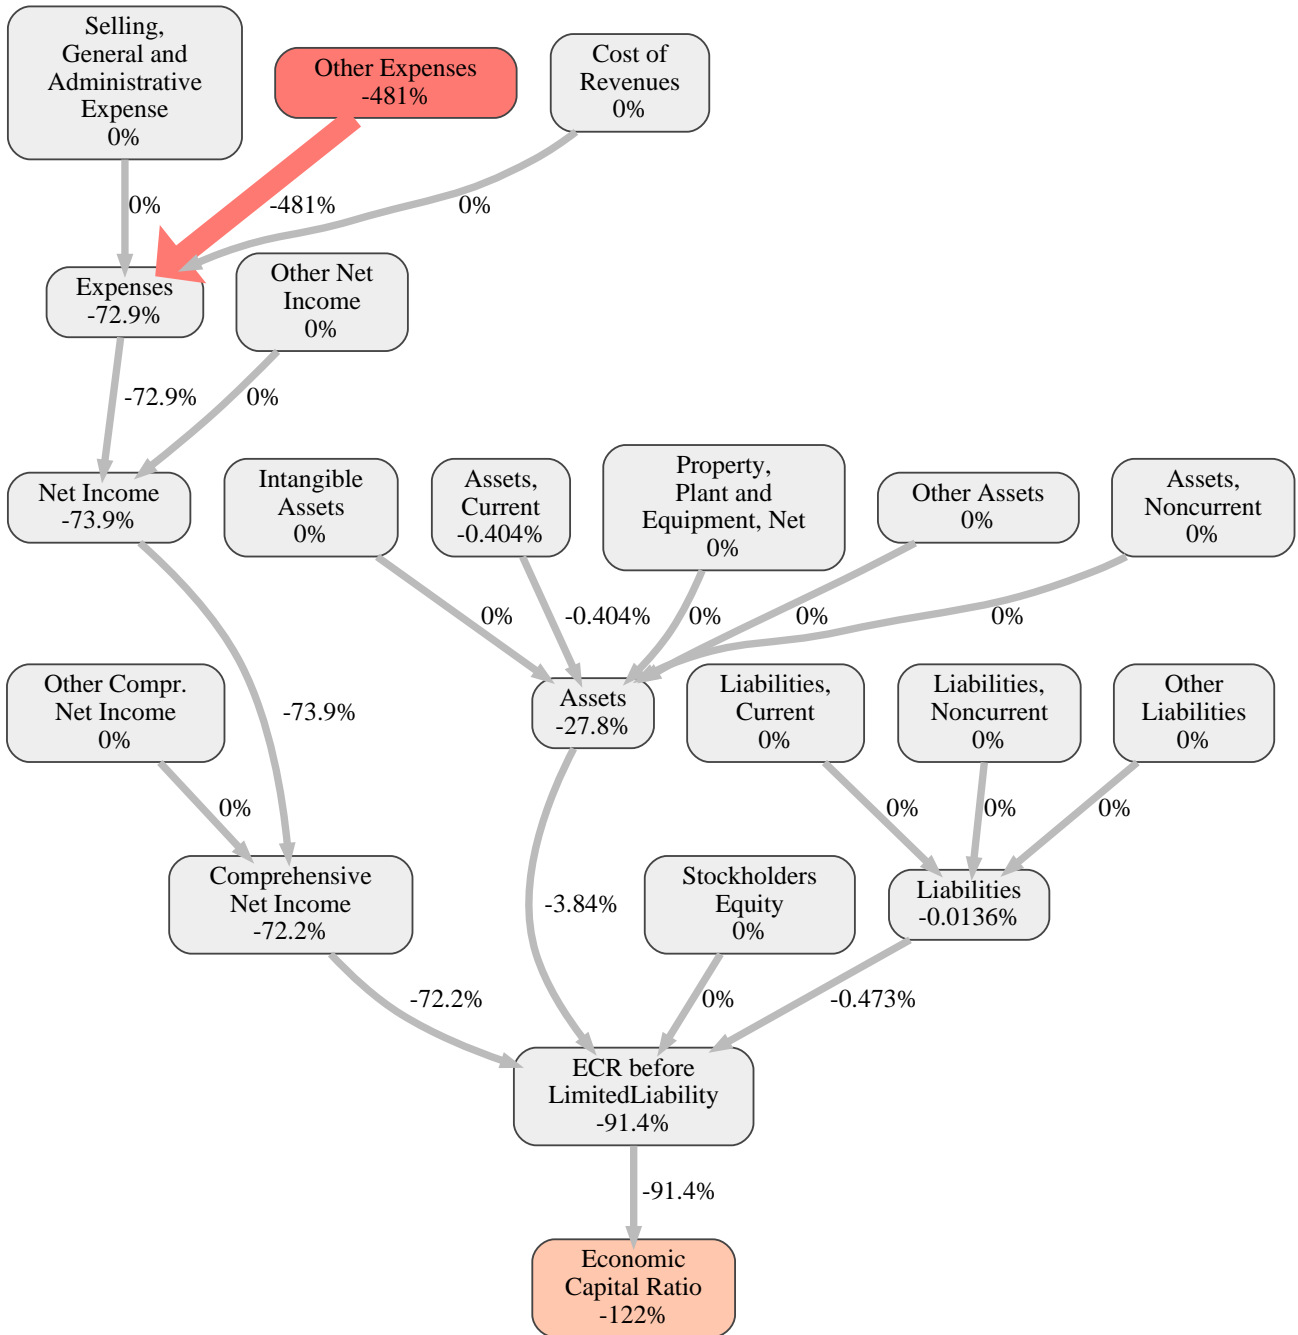 Selling,
General and
Administrative
Expense
0%
Other Expenses
-481%
Cost of
Revenues
0%
0%
-481%
0%
Expenses
-72.9%
Other Net
Income
0%
-72.9%
0%
Net Income
-73.9%
Intangible
Assets
0%
Assets,
Current
-0.404%
Property,
Plant and
Equipment, Net
0%
Other Assets
0%
Assets,
Noncurrent
0%
0%
-0.404%
0%
0%
0%
Other Compr.
Net Income
0%
-73.9%
Assets
-27.8%
Liabilities,
Current
0%
Liabilities,
Noncurrent
0%
Other
Liabilities
0%
0%
0%
0%
0%
Comprehensive
Net Income
-72.2%
-3.84%
Stockholders
Equity
0%
Liabilities
-0.0136%
-72.2%
0%
-0.473%
ECR before
LimitedLiability
-91.4%
-91.4%
Economic
Capital Ratio
-122%